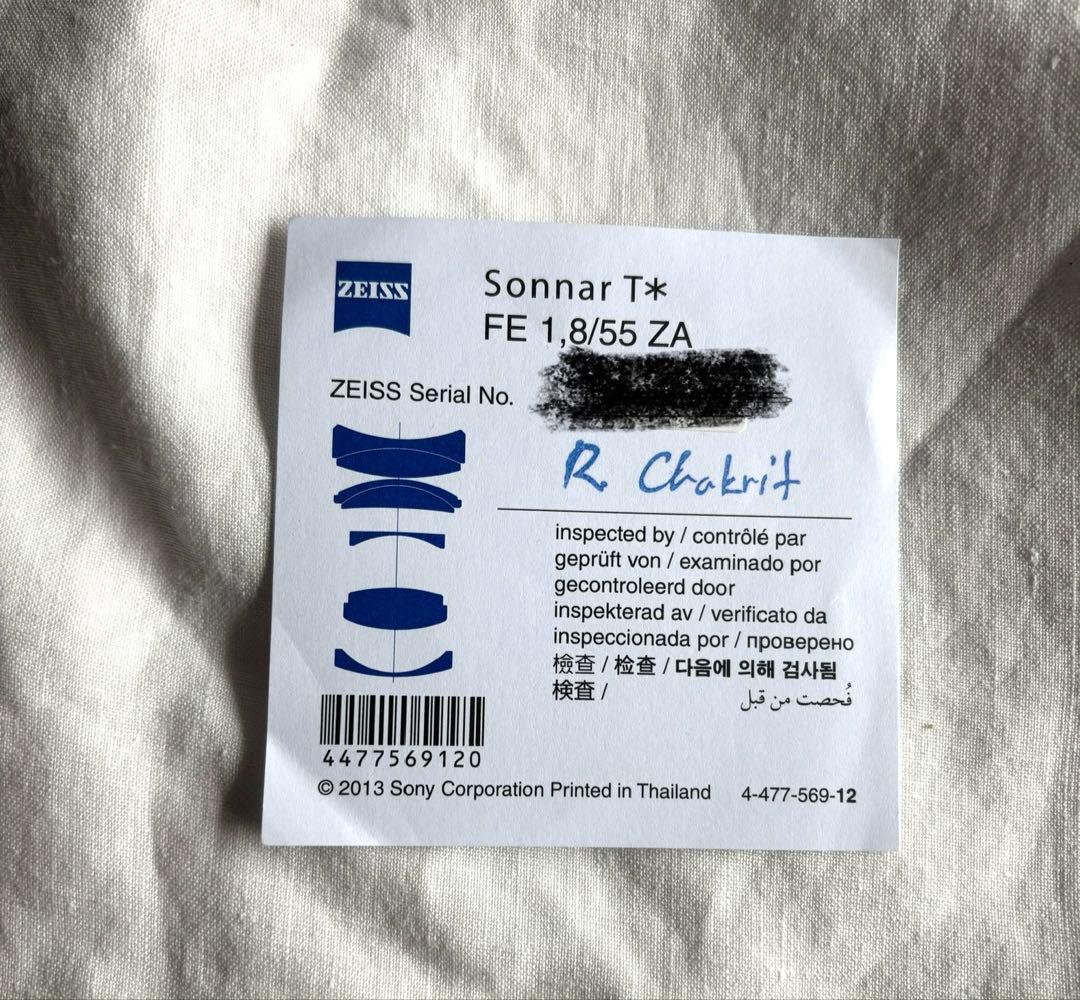 ZEISS
Sonnar T*
FE 1,8/55 ZA
ZEISS Serial No.
R Chakrit
inspected by / contrôlé par
geprüft von / examinado por
gecontroleerd door
inspekterad av / verificato da
inspeccionada por / проверено
檢查 / 检查 / 다음에 의해 검사됨
検査 / فُحصت من قبل
4477569120
© 2013 Sony Corporation Printed in Thailand 4-477-569-12